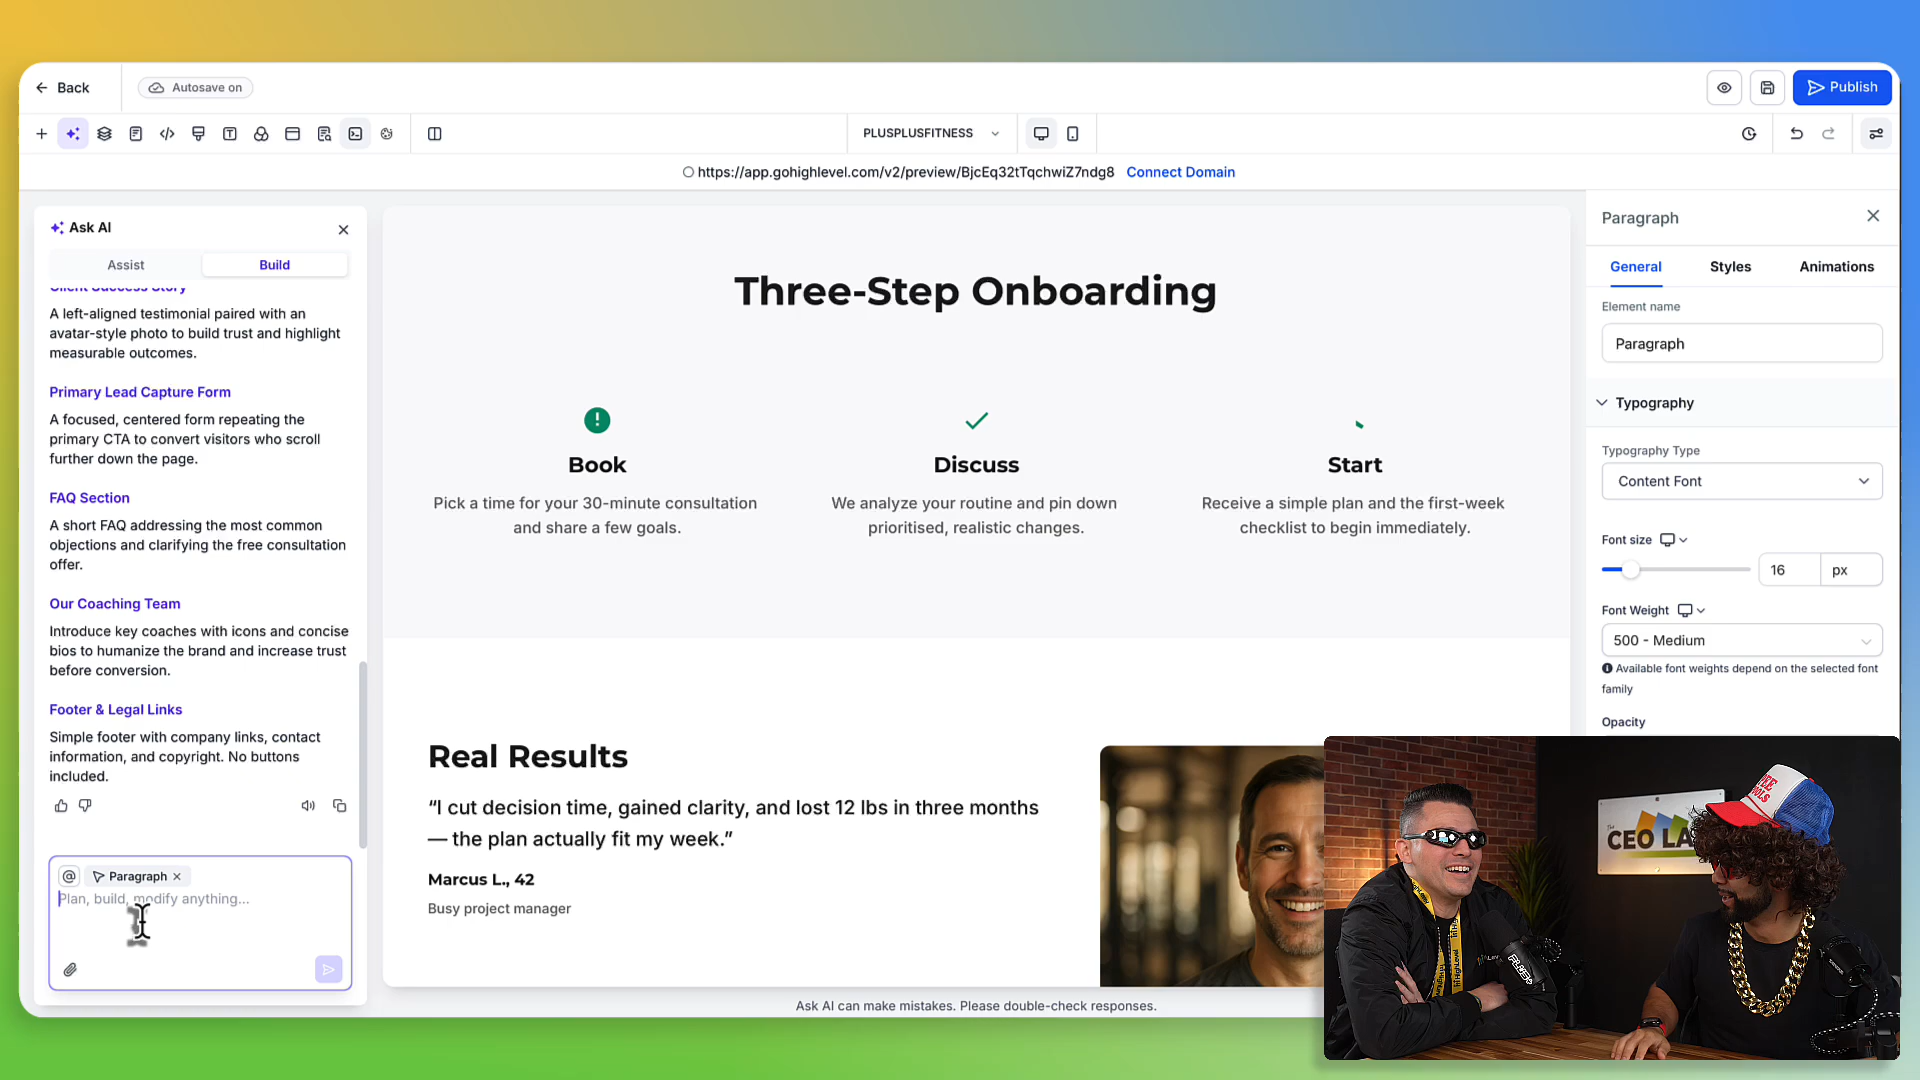 Back
Autosave on
Publish
PLUSPLUSFITNESS
https://app.gohighlevel.com/v2/preview/BjcEq32tTqchwiZ7ndg8 Connect Domain
Ask AI
Assist
Build
Client Success Story
A left-aligned testimonial paired with an
avatar-style photo to build trust and highlight
measurable outcomes.
Primary Lead Capture Form
A focused, centered form repeating the
primary CTA to convert visitors who scroll
further down the page.
FAQ Section
A short FAQ addressing the most common
objections and clarifying the free consultation
offer.
Our Coaching Team
Introduce key coaches with icons and concise
bios to humanize the brand and increase trust
before conversion.
Footer & Legal Links
Simple footer with company links, contact
information, and copyright. No buttons
included.
@ Paragraph
Plan, build, modify anything...
Three-Step Onboarding
Book
Pick a time for your 30-minute consultation
and share a few goals.
Discuss
We analyze your routine and pin down
prioritised, realistic changes.
Start
Receive a simple plan and the first-week
checklist to begin immediately.
Real Results
“I cut decision time, gained clarity, and lost 12 lbs in three months
— the plan actually fit my week.”
Marcus L., 42
Busy project manager
Ask AI can make mistakes. Please double-check responses.
Paragraph
General
Styles
Animations
Element name
Paragraph
Typography
Typography Type
Content Font
Font size
16
px
Font Weight
500 - Medium
Available font weights depend on the selected font
family
Opacity
The
CEO LA
HighLevel